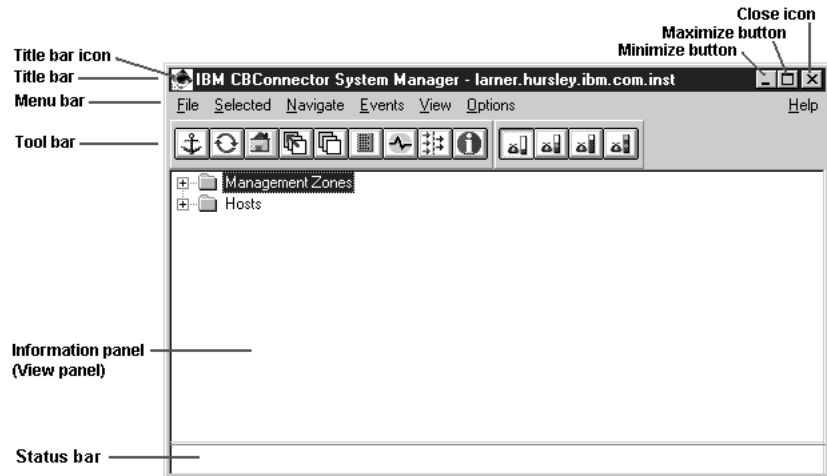 Close icon
Maximize button
Minimize button
Title bar icon
Title bar
IBM CBConnector System Manager - larner.hursley.ibm.com.inst
Menu bar
File Selected Navigate Events View Options Help
Tool bar
Management Zones
Hosts
Information panel
(View panel)
Status bar